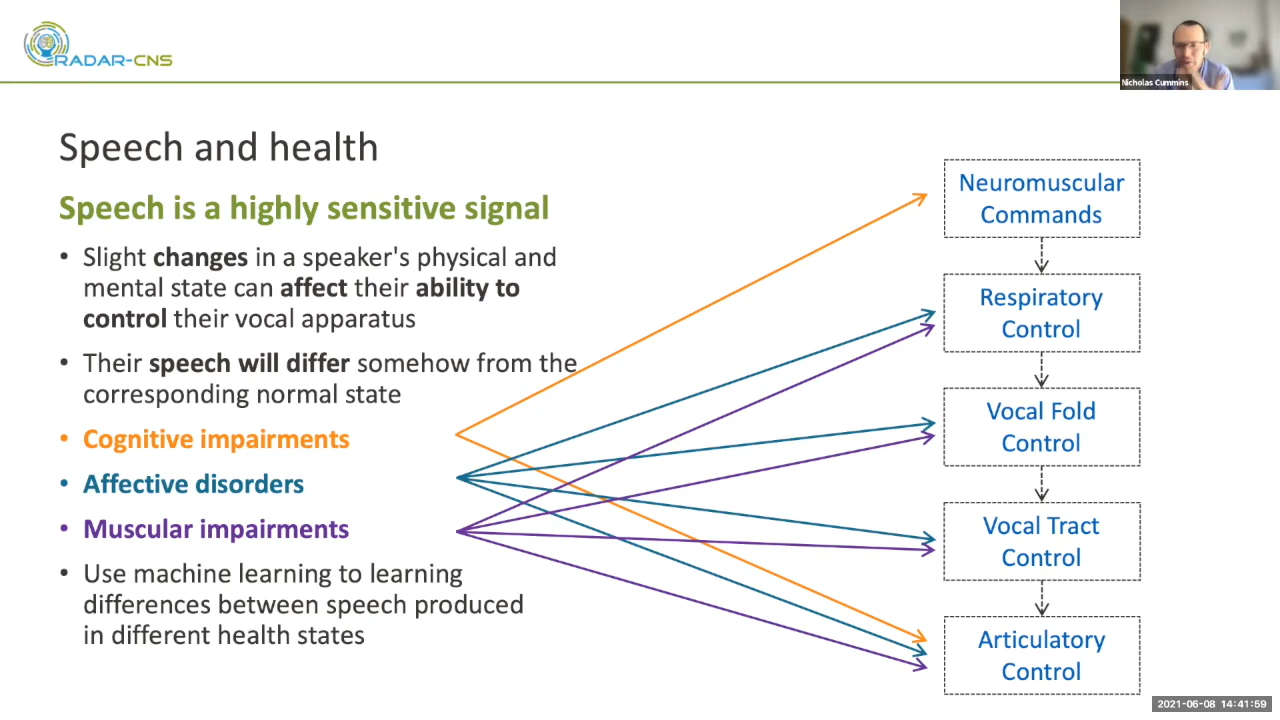 RADAR-CNS
Nicholas Cummins
Speech and health
Speech is a highly sensitive signal
• Slight changes in a speaker's physical and
mental state can affect their ability to
control their vocal apparatus
• Their speech will differ somehow from the
corresponding normal state
• Cognitive impairments
• Affective disorders
• Muscular impairments
• Use machine learning to learning
differences between speech produced
in different health states
Neuromuscular
Commands
Respiratory
Control
Vocal Fold
Control
Vocal Tract
Control
Articulatory
Control
2021-06-08 14:41:59